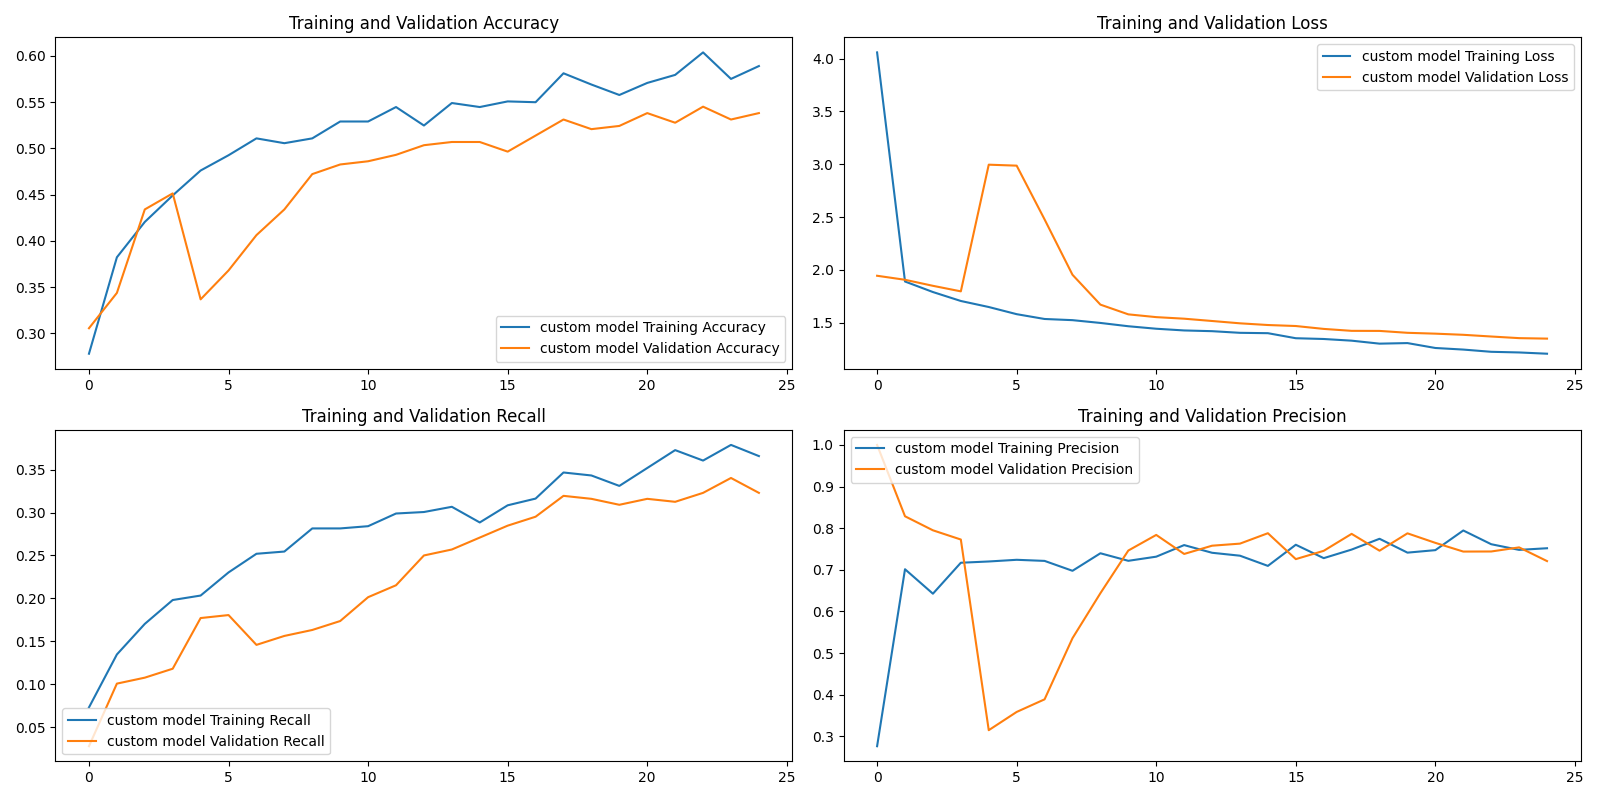 Training and Validation Accuracy
0.60
0.55
0.50
0.45
0.40
0.35
0.30
custom model Training Accuracy
custom model Validation Accuracy
0 5 10 15 20 25
Training and Validation Loss
4.0
3.5
3.0
2.5
2.0
1.5
custom model Training Loss
custom model Validation Loss
0 5 10 15 20 25
Training and Validation Recall
0.35
0.30
0.25
0.20
0.15
0.10
0.05
custom model Training Recall
custom model Validation Recall
0 5 10 15 20 25
Training and Validation Precision
1.0
0.9
0.8
0.7
0.6
0.5
0.4
0.3
custom model Training Precision
custom model Validation Precision
0 5 10 15 20 25